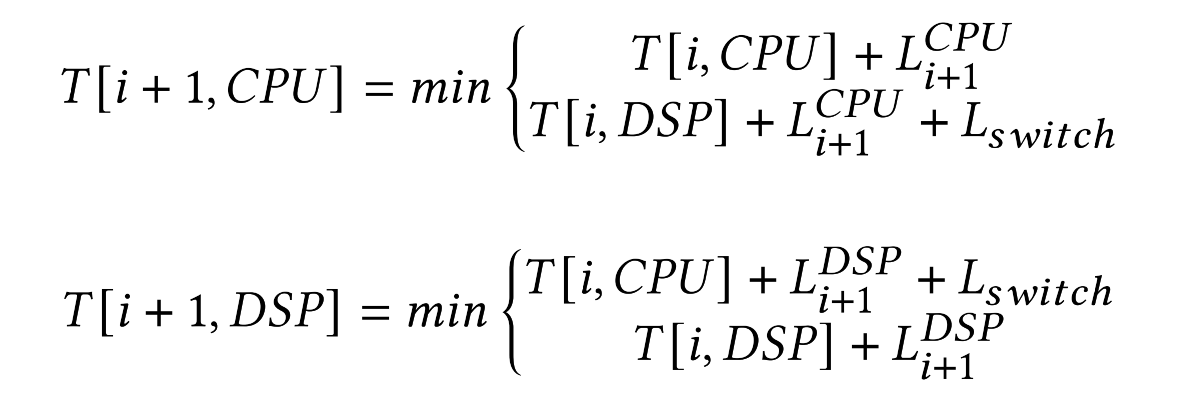 T[i + 1, CPU] = min { T[i, CPU] + L_{i+1}^{CPU}
T[i, DSP] + L_{i+1}^{CPU} + L_{switch}
T[i + 1, DSP] = min { T[i, CPU] + L_{i+1}^{DSP} + L_{switch}
T[i, DSP] + L_{i+1}^{DSP}